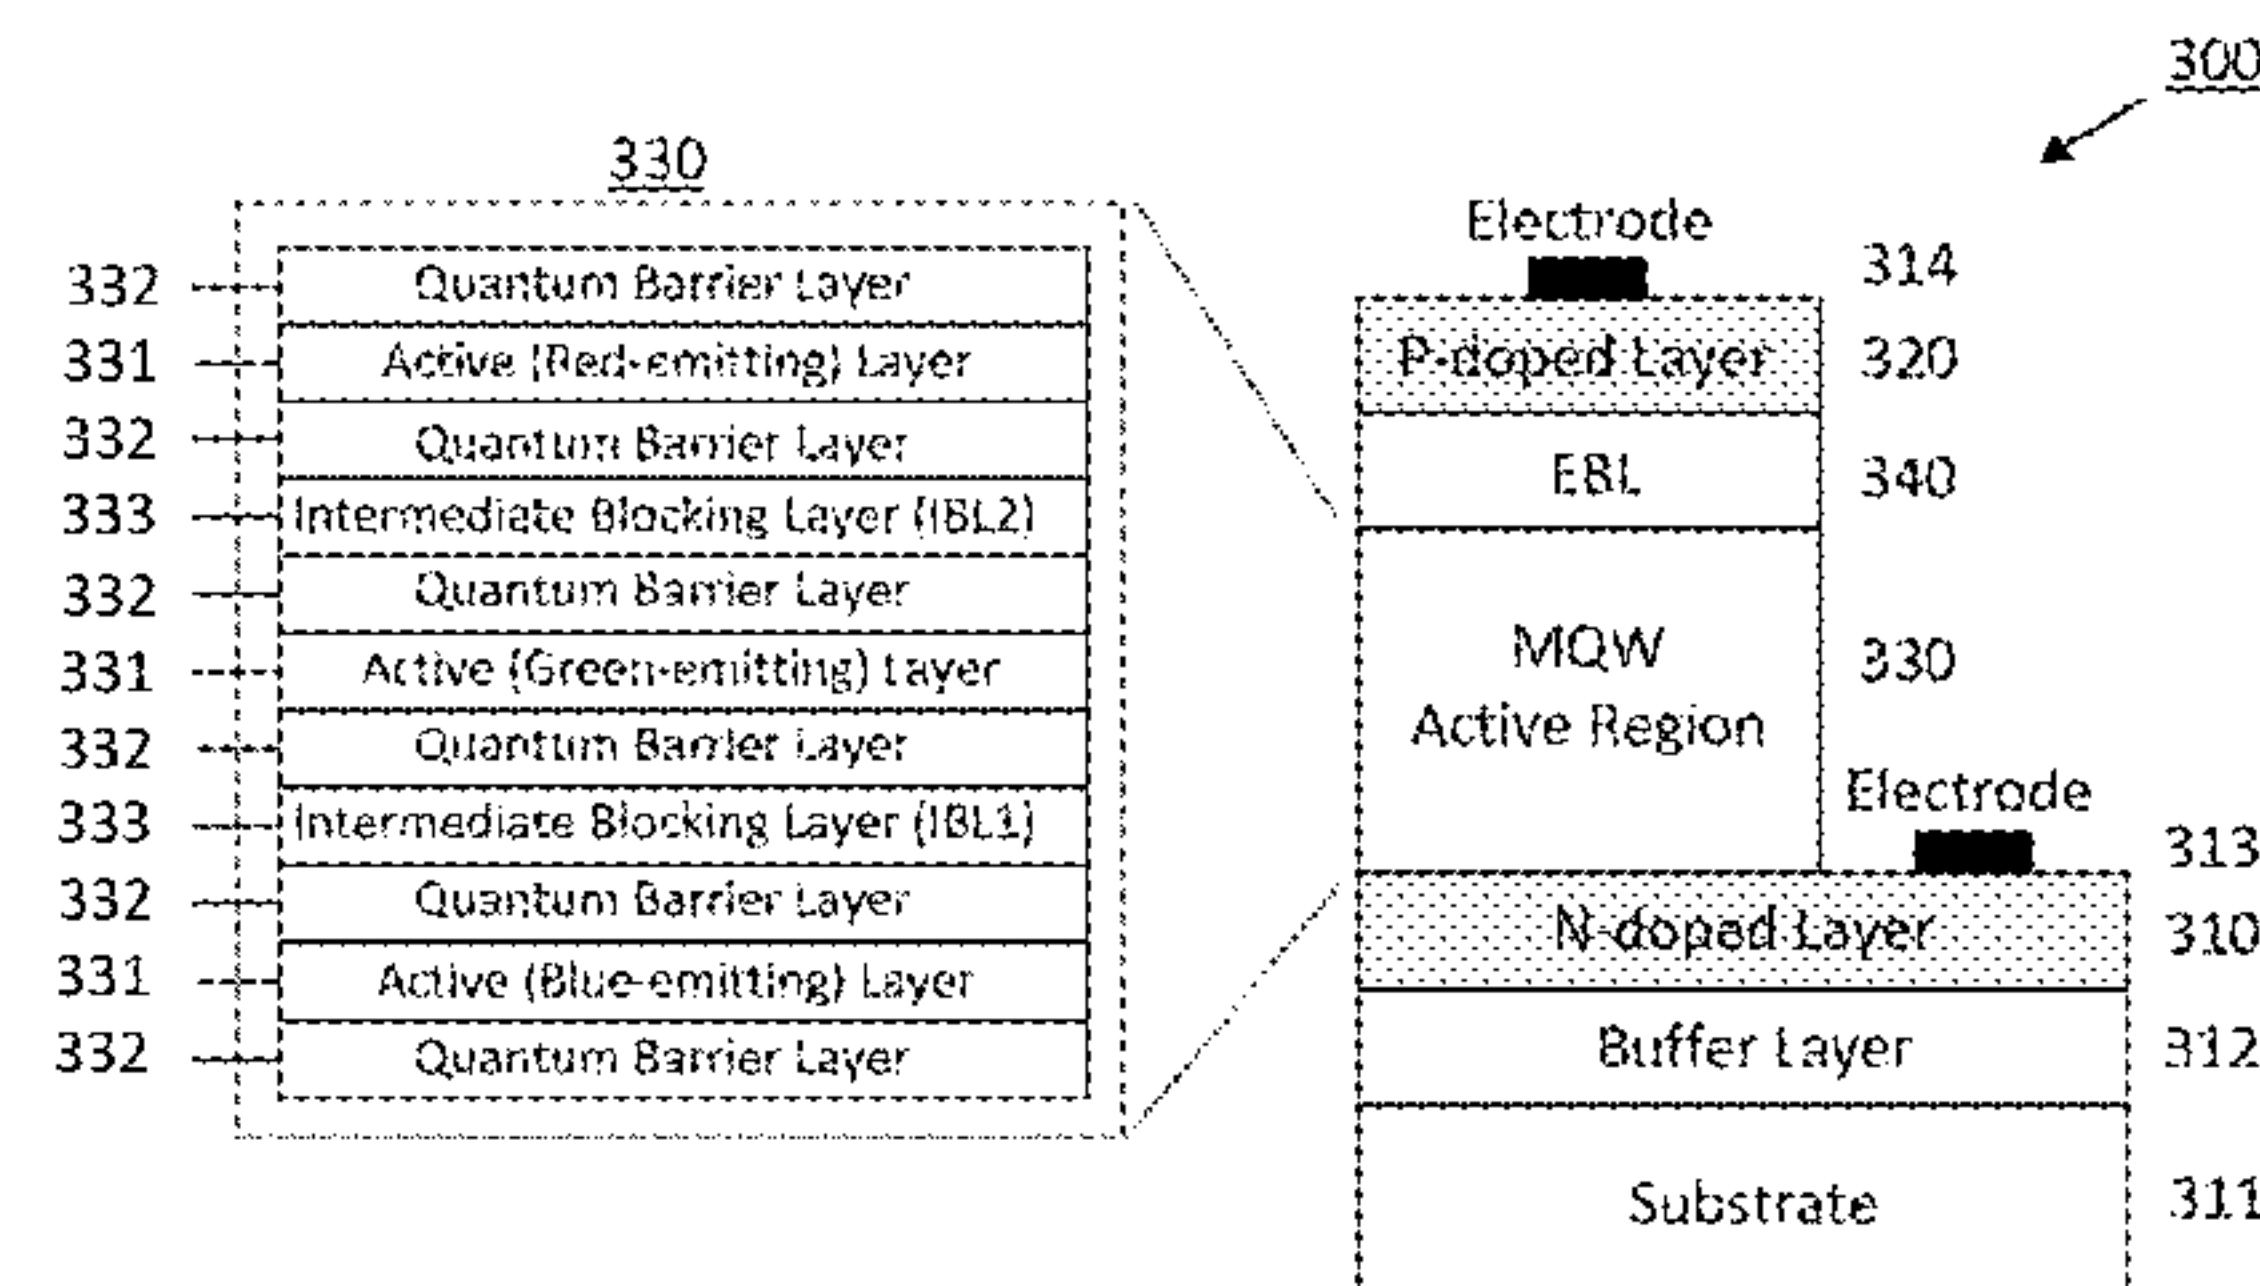 300
330
332 Quantum Barrier Layer
331 Active (Red-emitting) Layer
332 Quantum Barrier Layer
333 Intermediate Blocking Layer (IBL2)
332 Quantum Barrier Layer
331 Active (Green-emitting) Layer
332 Quantum Barrier Layer
333 Intermediate Blocking Layer (IBL1)
332 Quantum Barrier Layer
331 Active (Blue-emitting) Layer
332 Quantum Barrier Layer
Electrode 314
P-doped Layer 320
EBL 340
MQW
Active Region
330
Electrode 313
N-doped Layer 310
Buffer Layer 312
Substrate 311